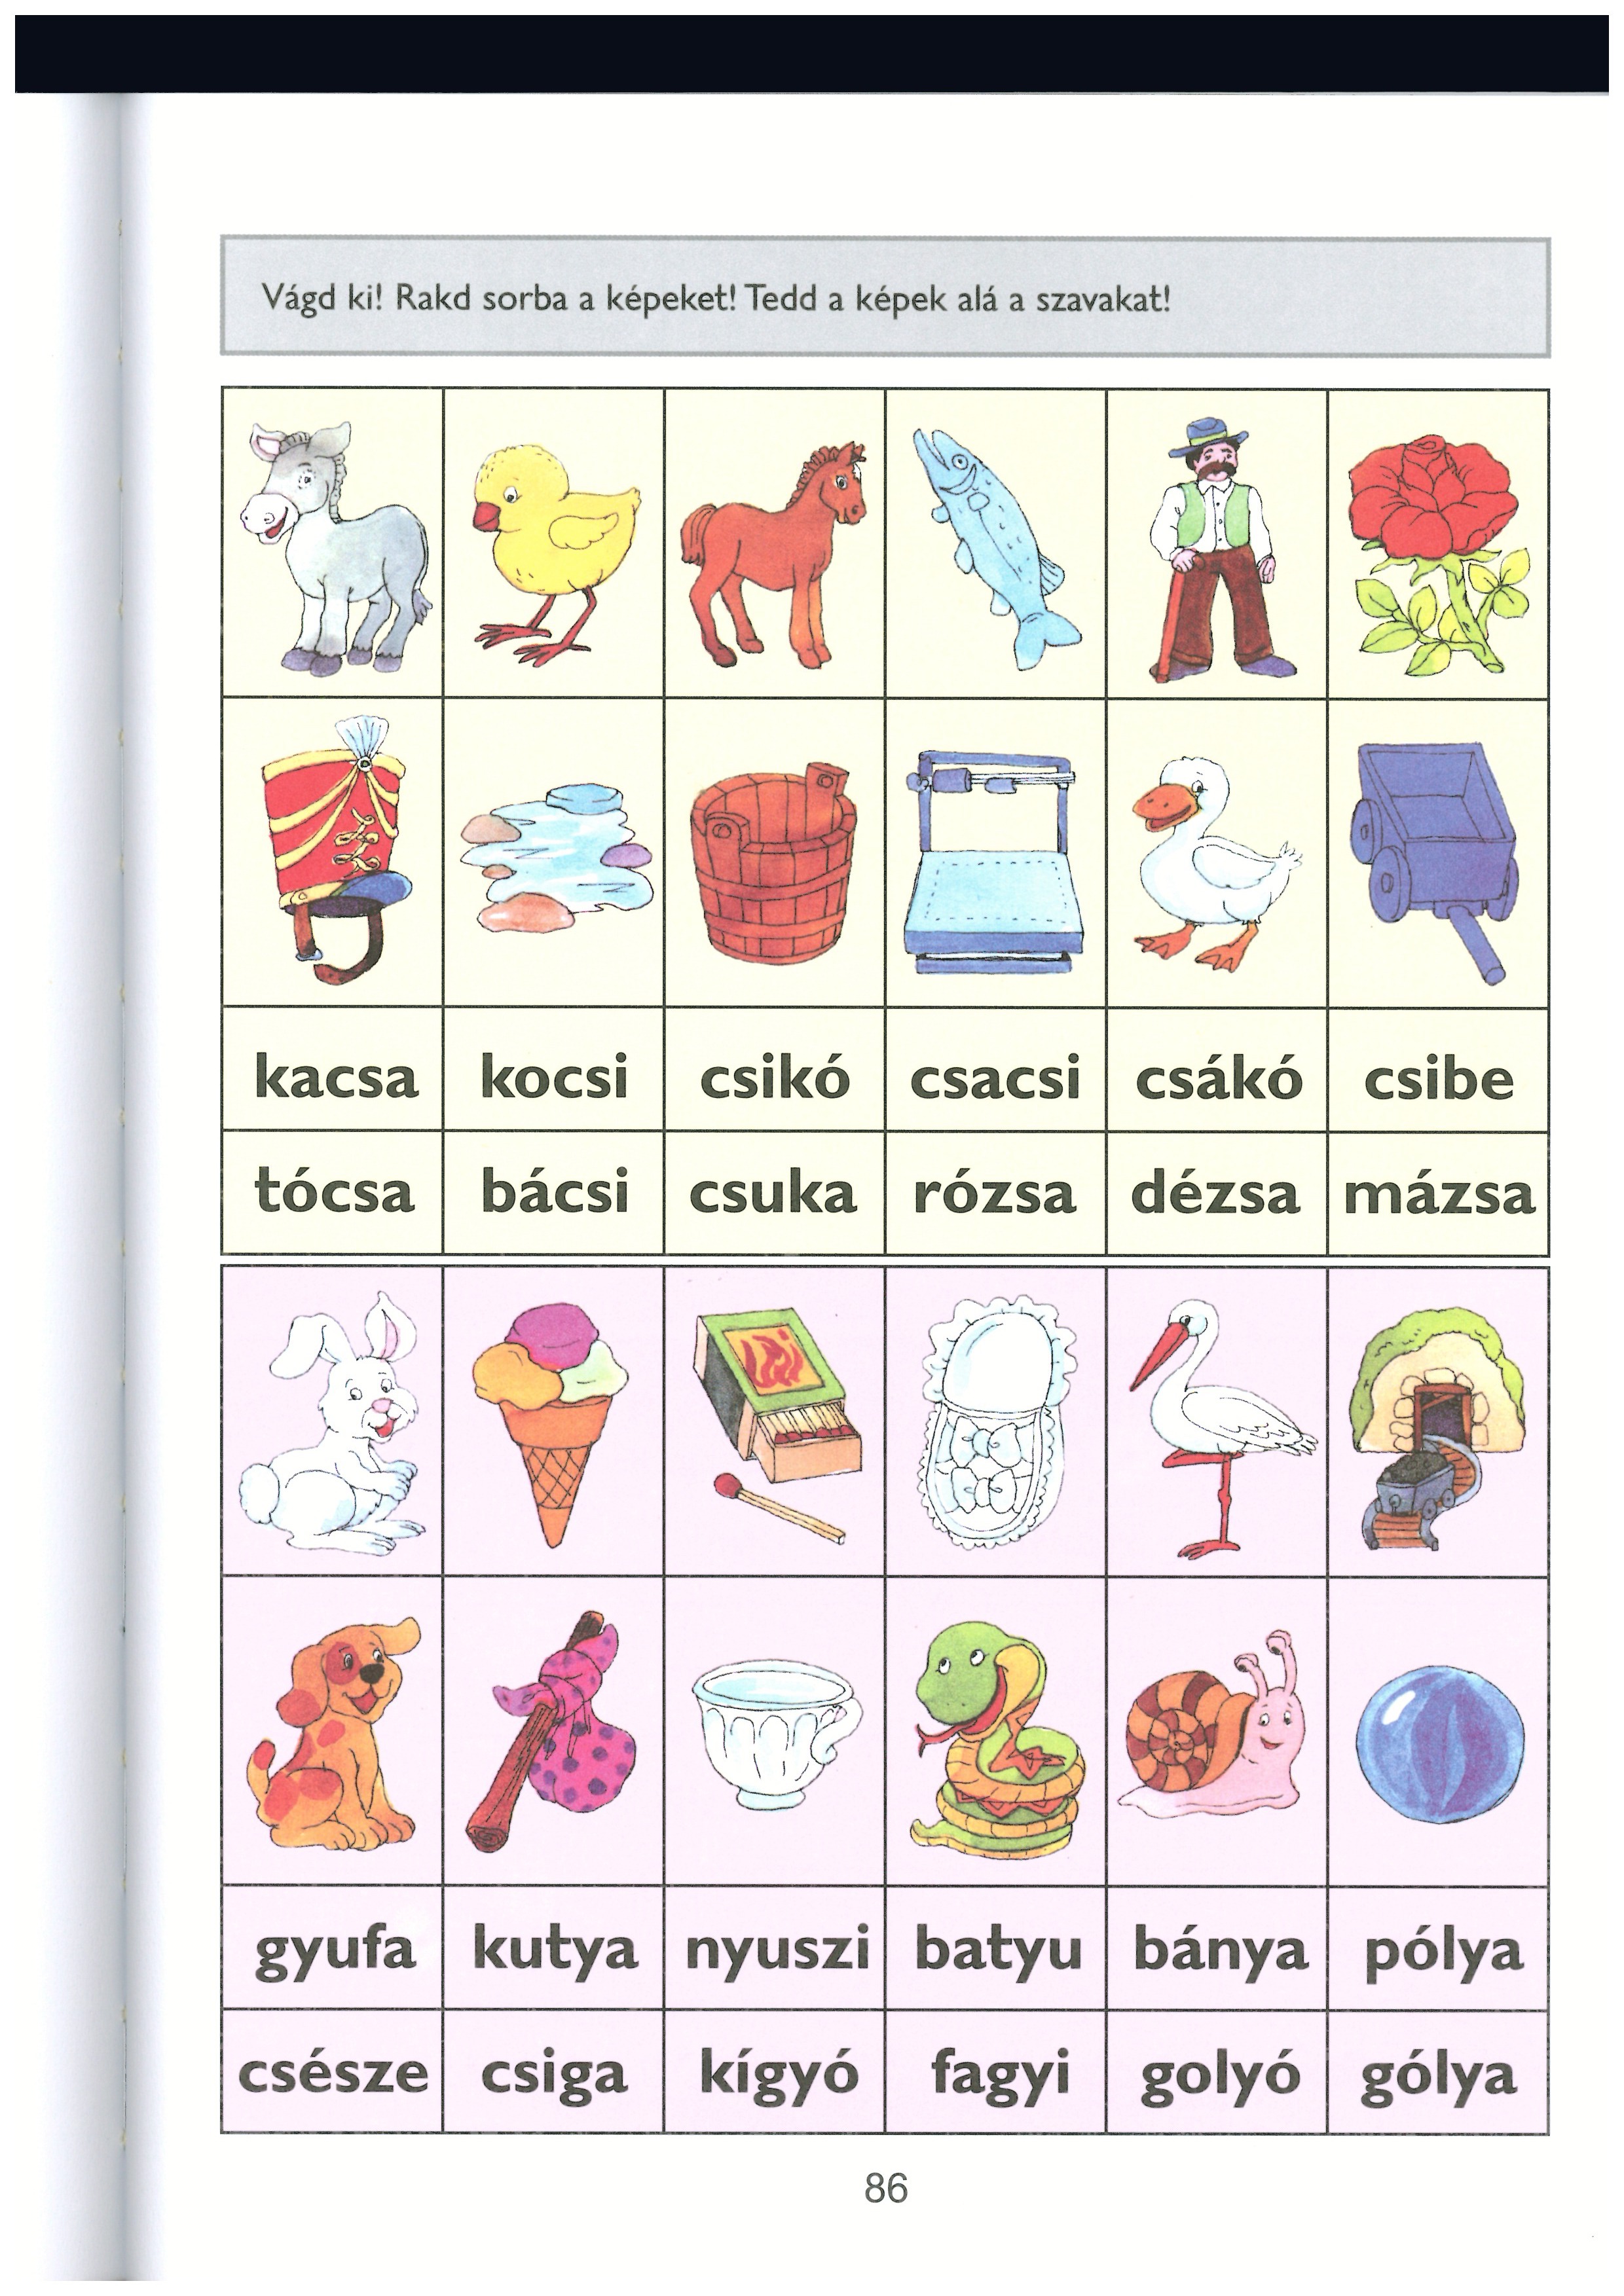 Vágd ki! Rakd sorba a képeket! Tedd a képek alá a szavakat!
kacsa kocsi csikó csacsi csákó csibe
tócsa bácsi csuka rózsa dézsa mázsa
gyufa kutya nyuszi batyu bánya pólya
csésze csiga kígyó fagyi golyó gólya
86